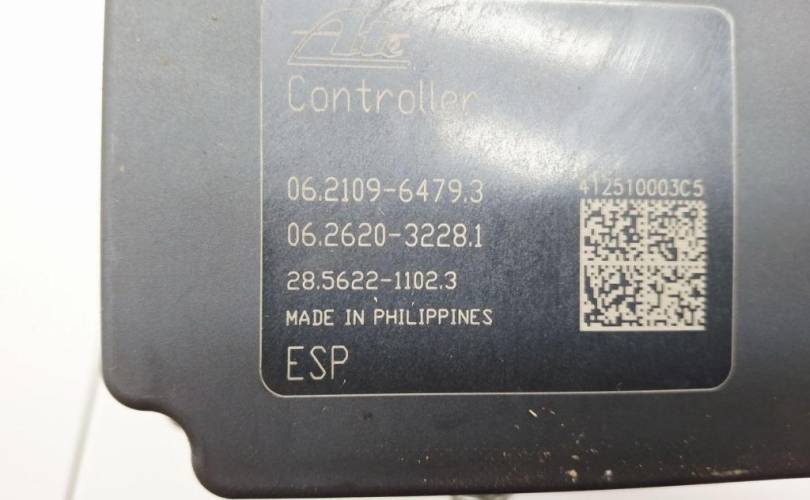 Ate
Controller
06.2109-6479.3
412510003C5
06.2620-3228.1
28.5622-1102.3
MADE IN PHILIPPINES
ESP